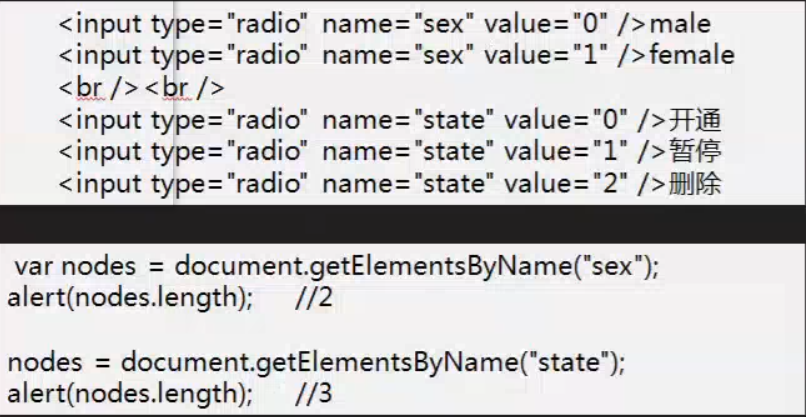 <input type="radio" name="sex" value="0" />male
<input type="radio" name="sex" value="1" />female
<br /><br />
<input type="radio" name="state" value="0" />开通
<input type="radio" name="state" value="1" />暂停
<input type="radio" name="state" value="2" />删除
var nodes = document.getElementsByName("sex");
alert(nodes.length); //2
nodes = document.getElementsByName("state");
alert(nodes.length); //3